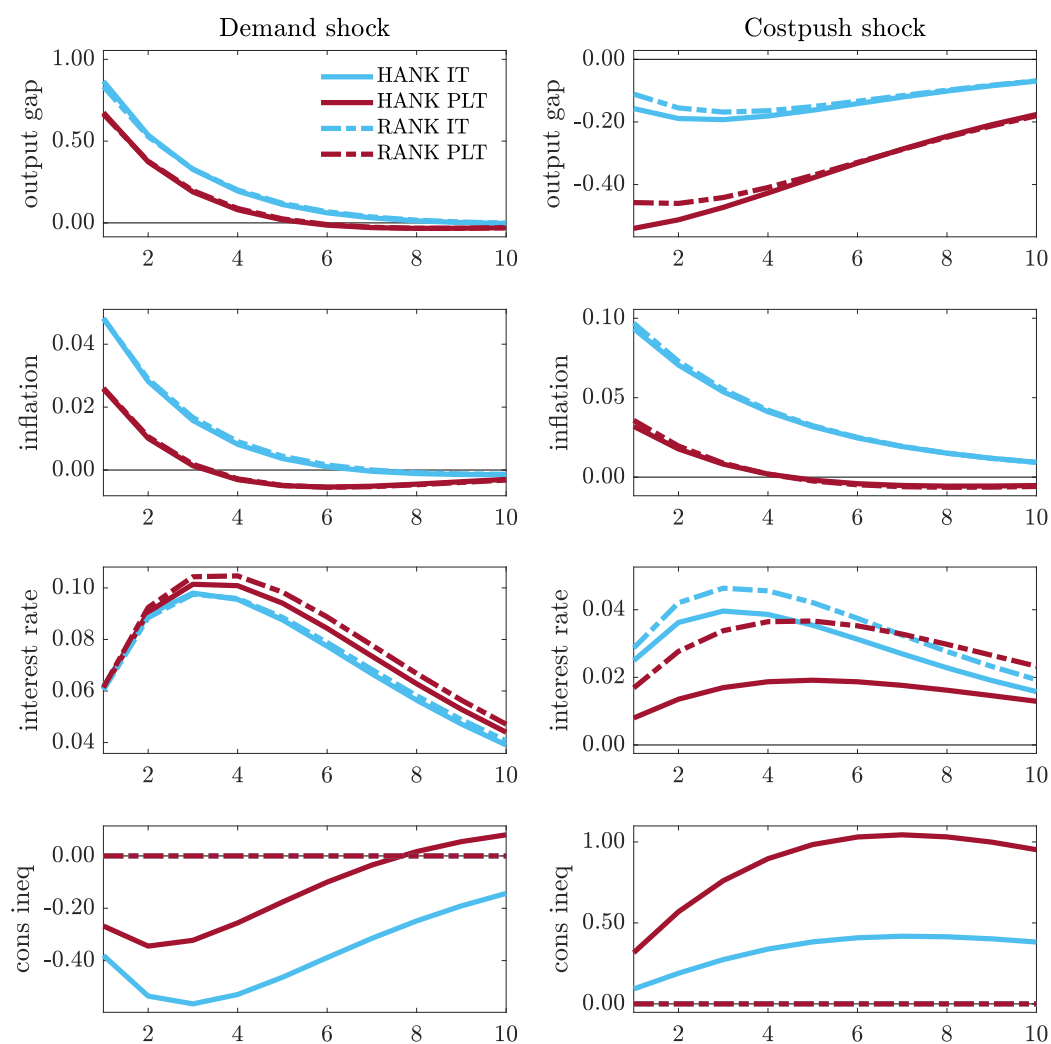 Demand shock
output gap
1.00
0.50
0.00
HANK IT
HANK PLT
RANK IT
RANK PLT
2 4 6 8 10
Costpush shock
output gap
0.00
-0.20
-0.40
2 4 6 8 10
inflation
0.04
0.02
0.00
2 4 6 8 10
inflation
0.10
0.05
0.00
2 4 6 8 10
interest rate
0.10
0.08
0.06
0.04
2 4 6 8 10
interest rate
0.04
0.02
0.00
2 4 6 8 10
cons ineq
0.00
-0.20
-0.40
2 4 6 8 10
cons ineq
1.00
0.50
0.00
2 4 6 8 10